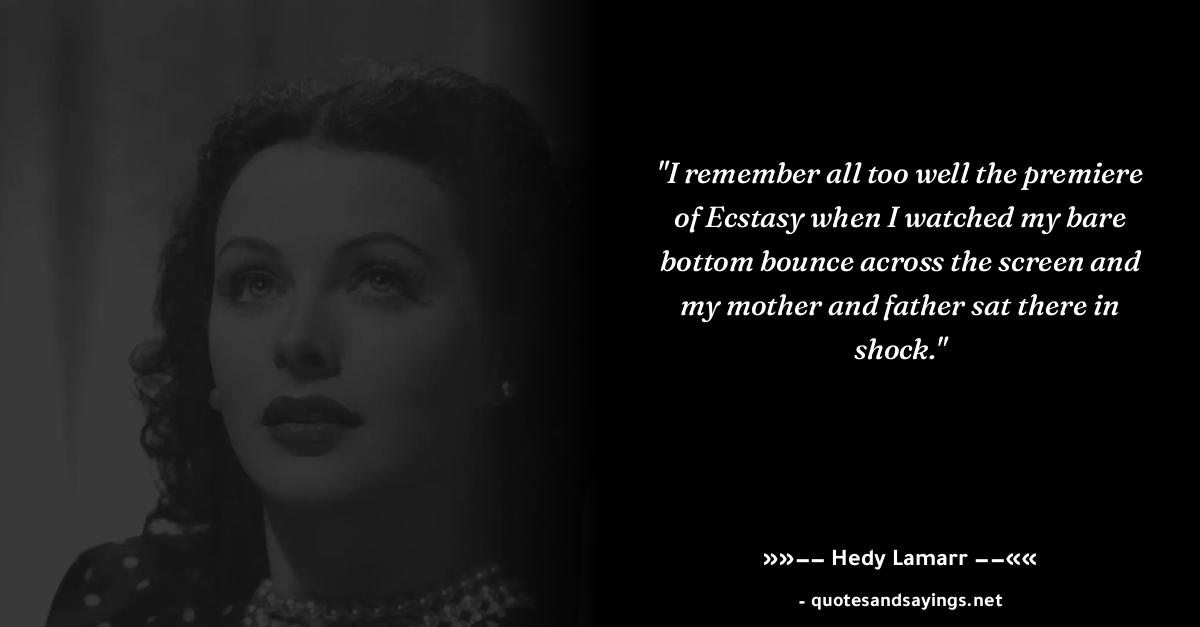 "I remember all too well the premiere
of Ecstasy when I watched my bare
bottom bounce across the screen and
my mother and father sat there in
shock."
»»−− Hedy Lamarr −−««
- quotesandsayings.net